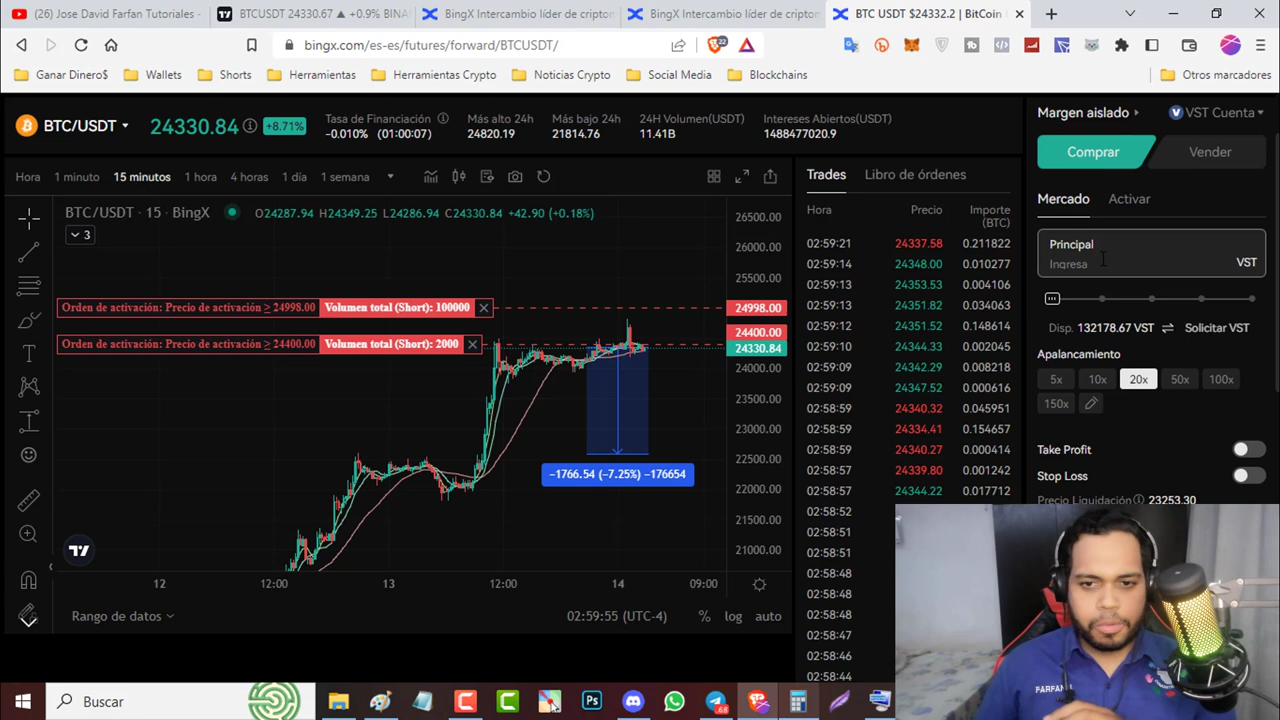 (26) Jose David Farfan Tutoriales -
BTCUSDT 24330.67 ▲ +0.9% BINA
BingX Intercambio líder de cripton
BingX Intercambio líder de cripton
BTC USDT $24332.2 | BitCoin
bingx.com/es-es/futures/forward/BTCUSDT/
22
Ganar Dinero$
Wallets
Shorts
Herramientas
Herramientas Crypto
Noticias Crypto
Social Media
Blockchains
Otros marcadores
BTC/USDT
24330.84
+8.71%
Tasa de Financiación
-0.010% (01:00:07)
Más alto 24h
24820.19
Más bajo 24h
21814.76
24H Volumen(USDT)
11.41B
Intereses Abiertos(USDT)
1488477020.9
Margen aislado
VST Cuenta
Comprar
Vender
Hora
1 minuto
15 minutos
1 hora
4 horas
1 día
1 semana
Trades
Libro de órdenes
Mercado
Activar
BTC/USDT · 15 · BingX
O24287.94 H24349.25 L24286.94 C24330.84 +42.90 (+0.18%)
3
26500.00
26000.00
25500.00
Orden de activación: Precio de activación ≥ 24998.00
Volumen total (Short): 100000
24998.00
Orden de activación: Precio de activación ≥ 24400.00
Volumen total (Short): 2000
24400.00
24330.84
24000.00
23500.00
23000.00
22500.00
−1766.54 (−7.25%) −176654
22000.00
21500.00
21000.00
12
12:00
13
12:00
14
09:00
Rango de datos
02:59:55 (UTC-4)
%
log
auto
Hora
Precio
Importe
(BTC)
02:59:21 24337.58 0.211822
02:59:14 24348.00 0.010277
02:59:13 24353.53 0.004106
02:59:13 24351.82 0.034063
02:59:12 24351.52 0.148614
02:59:10 24344.33 0.002045
02:59:09 24342.29 0.008218
02:59:07 24347.52 0.000616
02:58:59 24340.32 0.045951
02:58:59 24334.41 0.154657
02:58:57 24340.27 0.000414
02:58:57 24339.80 0.001242
02:58:57 24344.22 0.017712
02:58:52
02:58:51
02:58:51
02:58:48
02:58:48
02:58:48
02:58:47
02:58:46
02:58:44
Principal
Ingresa
VST
Disp. 132178.67 VST
Solicitar VST
Apalancamiento
5x
10x
20x
50x
100x
150x
Take Profit
Stop Loss
Precio Liquidación
23253.30
FARFAN
Buscar
Ps
68